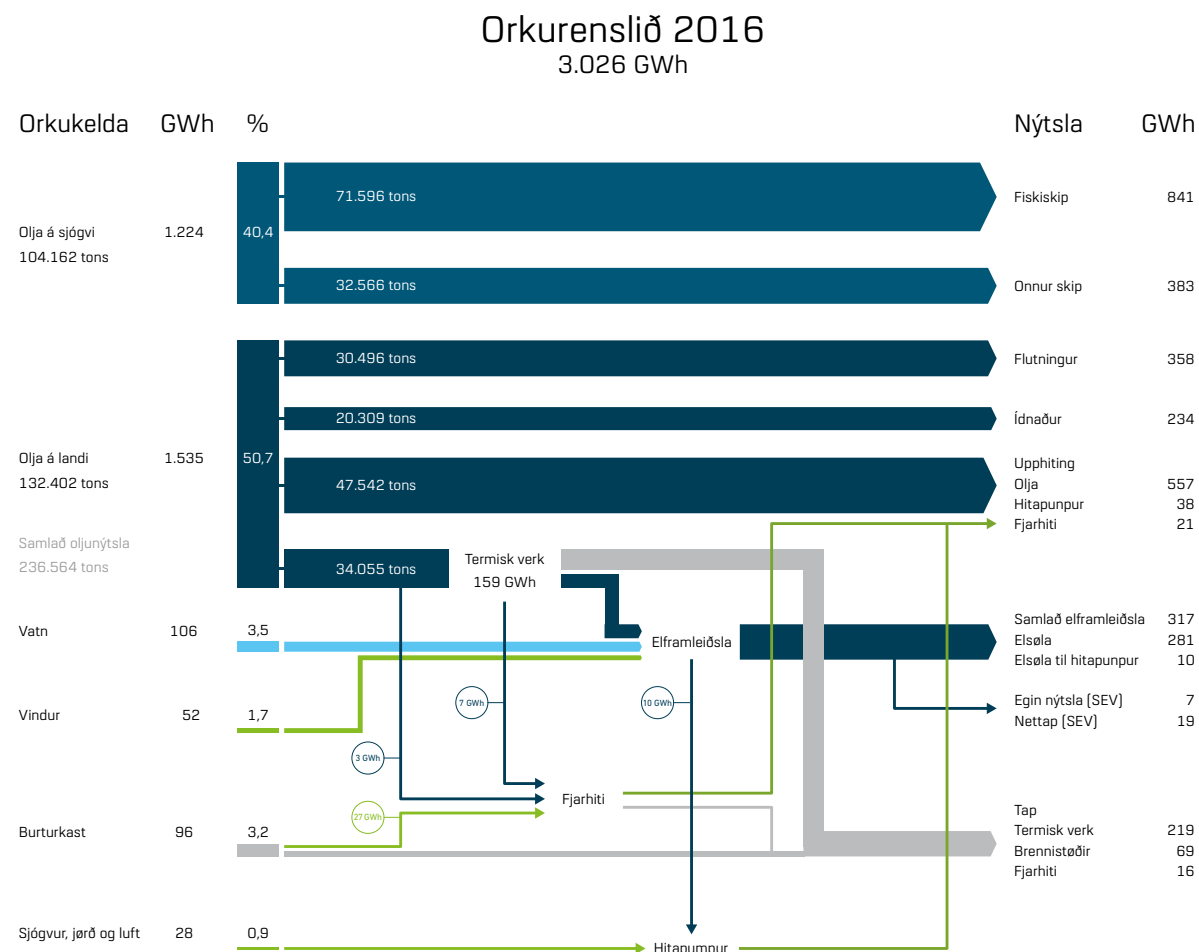 Orkurenslið 2016
3.026 GWh
Orkukelda GWh %
Nýtsla GWh
71.596 tons
Fiskiskip 841
Olja á sjógvi 1.224 40,4
104.162 tons
32.566 tons
Onnur skip 383
30.496 tons
Flutningur 358
20.309 tons
Ídnaður 234
Olja á landi 1.535 50,7
132.402 tons
47.542 tons
Upphiting
Olja 557
Hitapunpur 38
Fjarhiti 21
Samlað oljunýtsla
236.564 tons
34.055 tons
Termisk verk
159 GWh
Vatn 106 3,5
Elframleiðsla
Samlað elframleiðsla 317
Elsøla 281
Elsøla til hitapunpur 10
Vindur 52 1,7
7 GWh
10 GWh
Egin nýtsla (SEV) 7
Nettap (SEV) 19
3 GWh
Fjarhiti
27 GWh
Burturkast 96 3,2
Tap
Termisk verk 219
Brennistøðir 69
Fjarhiti 16
Sjógvur, jørð og luft 28 0,9
Hitapumpur